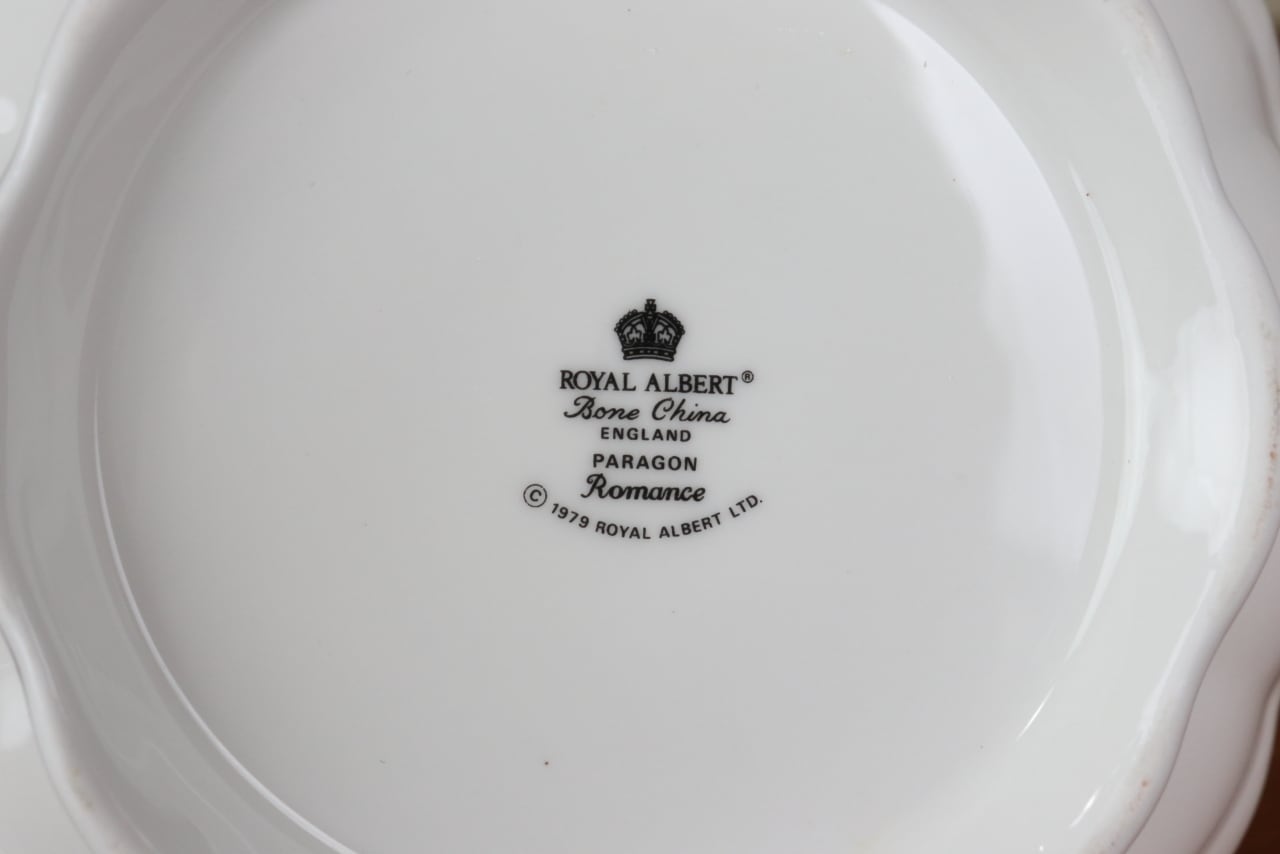 ROYAL ALBERT®
Bone China
ENGLAND
PARAGON
Romance
© 1979 ROYAL ALBERT LTD.